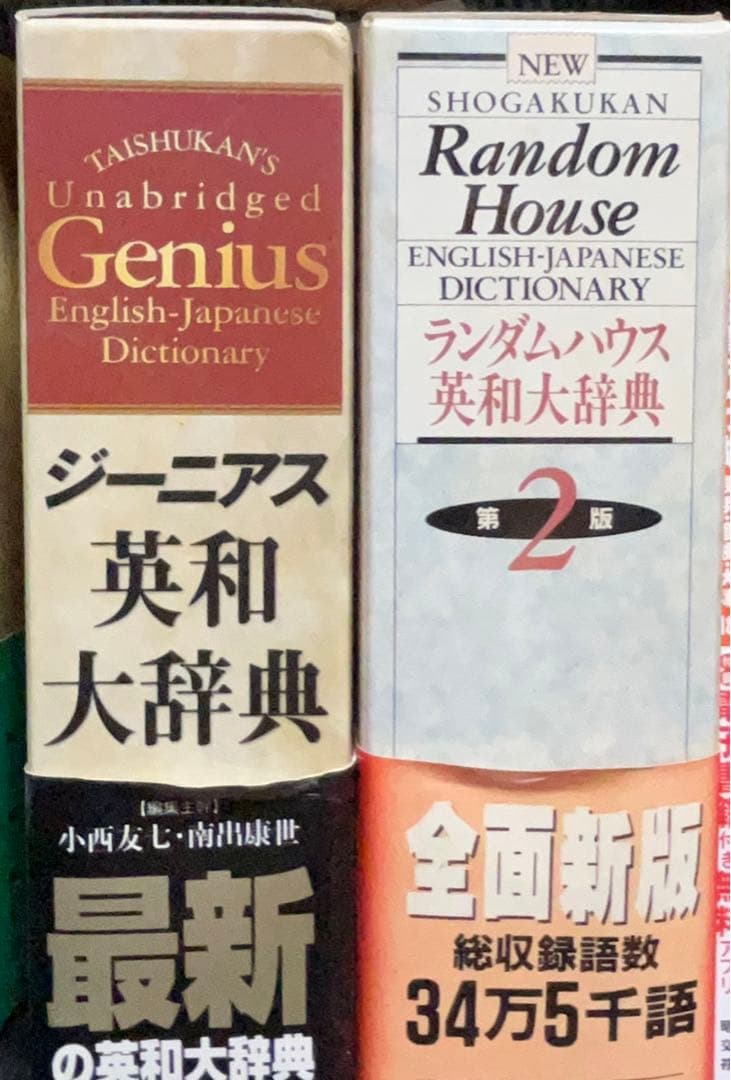 TAISHUKAN'S
Unabridged
Genius
English-Japanese
Dictionary
ジーニアス
英和
大辞典
【編集主幹】
小西友七・南出康世
最新
の英和大辞典
NEW
SHOGAKUKAN
Random
House
ENGLISH-JAPANESE
DICTIONARY
ランダムハウス
英和大辞典
第2版
全面新版
総収録語数
34万5千語